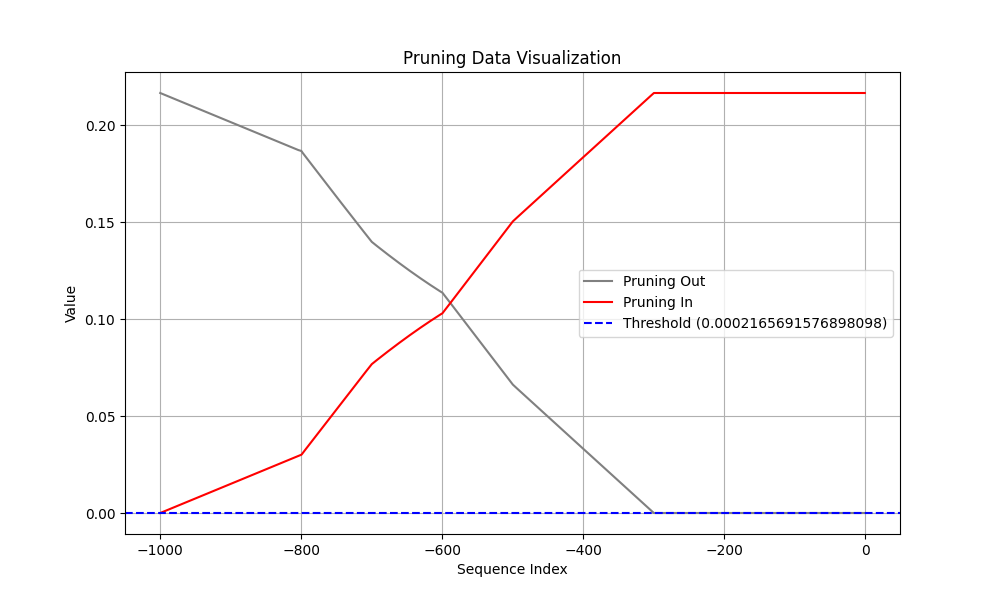 Pruning Data Visualization
Value
0.20
0.15
0.10
0.05
0.00
Pruning Out
Pruning In
Threshold (0.0002165691576898098)
−1000
−800
−600
−400
−200
0
Sequence Index